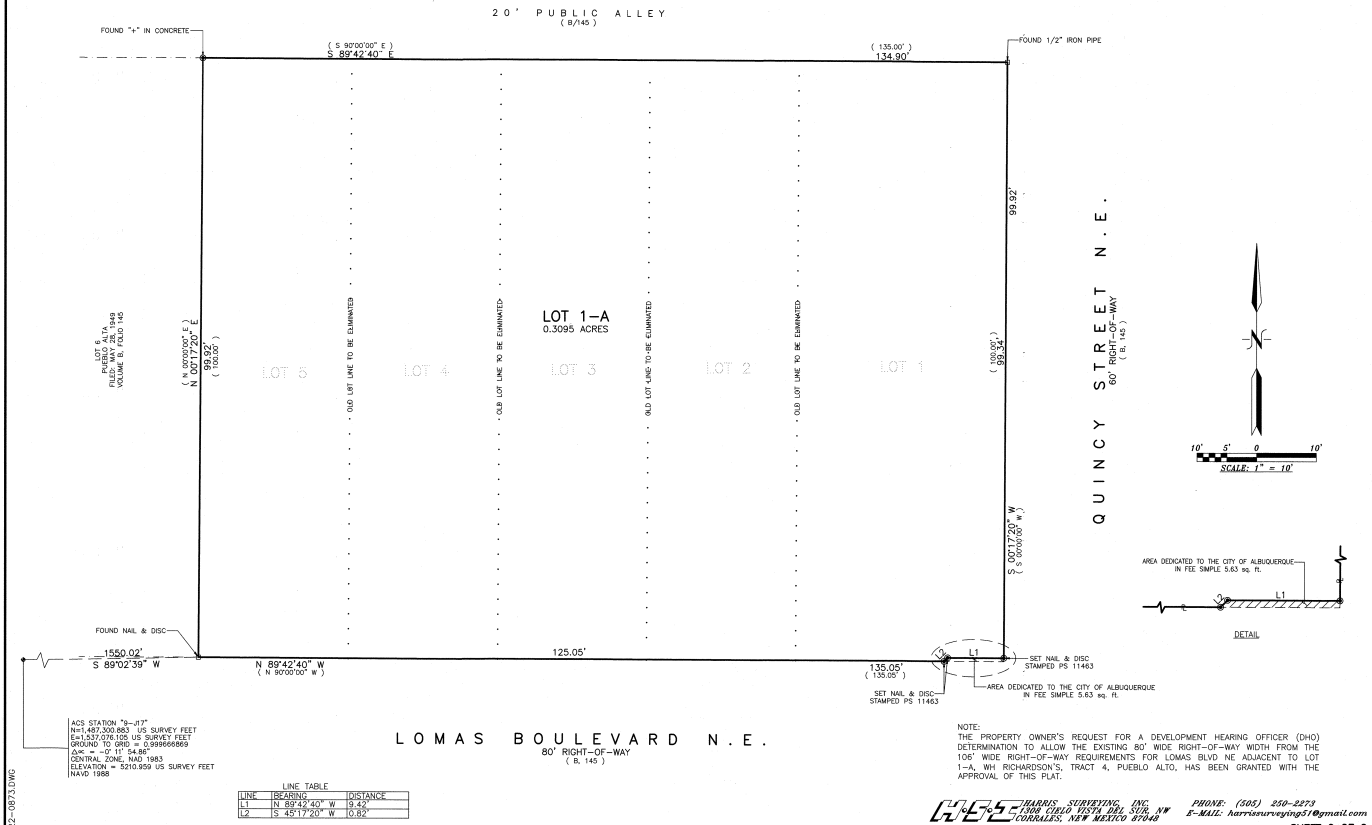 20' PUBLIC ALLEY
( B/145 )
FOUND "+" IN CONCRETE
( S 90°00'00" E )
S 89°42'40" E
( 135.00' )
134.90'
FOUND 1/2" IRON PIPE
LOT 6
PUEBLO ALTA
FILED: MAY 28, 1949
VOLUME B, FOLIO 145
( N 00°00'00" E )
N 00°17'20" E
99.92'
( 100.00' )
LOT 5
OLD LOT LINE TO BE ELIMINATED
LOT 4
OLD LOT LINE TO BE ELIMINATED
LOT 1-A
0.3095 ACRES
LOT 3
OLD LOT LINE TO BE ELIMINATED
LOT 2
OLD LOT LINE TO BE ELIMINATED
LOT 1
99.92'
( 100.00' )
99.34'
S 00°17'20" W
( S 00°00'00" W )
QUINCY STREET N.E.
60' RIGHT-OF-WAY
( B, 145 )
N
10' 5' 0 10'
SCALE: 1" = 10'
AREA DEDICATED TO THE CITY OF ALBUQUERQUE
IN FEE SIMPLE 5.63 sq. ft.
L2
L1
DETAIL
FOUND NAIL & DISC
1550.02'
S 89°02'39" W
N 89°42'40" W
( N 90°00'00" W )
125.05'
135.05'
( 135.05' )
L2
L1
SET NAIL & DISC
STAMPED PS 11463
SET NAIL & DISC
STAMPED PS 11463
AREA DEDICATED TO THE CITY OF ALBUQUERQUE
IN FEE SIMPLE 5.63 sq. ft.
ACS STATION "9-J17"
N=1,487,300.883 US SURVEY FEET
E=1,537,076.105 US SURVEY FEET
GROUND TO GRID = 0.999666869
Δ∝ = -0° 11' 54.86"
CENTRAL ZONE, NAD 1983
ELEVATION = 5210.959 US SURVEY FEET
NAVD 1988
LOMAS BOULEVARD N.E.
80' RIGHT-OF-WAY
( B, 145 )
LINE TABLE
LINE BEARING DISTANCE
L1 N 89°42'40" W 9.42'
L2 S 45°17'20" W 0.82'
NOTE:
THE PROPERTY OWNER'S REQUEST FOR A DEVELOPMENT HEARING OFFICER (DHO)
DETERMINATION TO ALLOW THE EXISTING 80' WIDE RIGHT-OF-WAY WIDTH FROM THE
106' WIDE RIGHT-OF-WAY REQUIREMENTS FOR LOMAS BLVD NE ADJACENT TO LOT
1-A, WH RICHARDSON'S, TRACT 4, PUEBLO ALTO, HAS BEEN GRANTED WITH THE
APPROVAL OF THIS PLAT.
H.S.I
HARRIS SURVEYING, INC.
1308 CIELO VISTA DEL SUR, NW
CORRALES, NEW MEXICO 87048
PHONE: (505) 250-2273
E-MAIL: harrissurveying51@gmail.com
22-0873.DWG